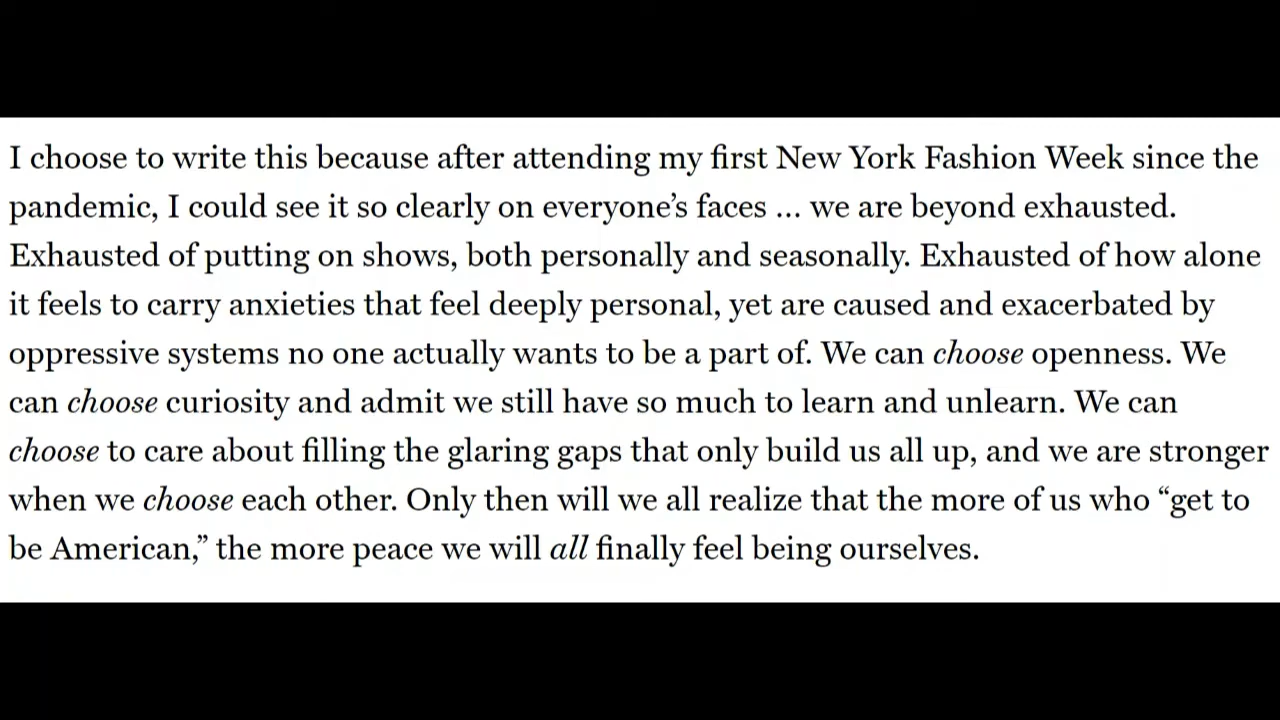 I choose to write this because after attending my first New York Fashion Week since the
pandemic, I could see it so clearly on everyone’s faces ... we are beyond exhausted.
Exhausted of putting on shows, both personally and seasonally. Exhausted of how alone
it feels to carry anxieties that feel deeply personal, yet are caused and exacerbated by
oppressive systems no one actually wants to be a part of. We can choose openness. We
can choose curiosity and admit we still have so much to learn and unlearn. We can
choose to care about filling the glaring gaps that only build us all up, and we are stronger
when we choose each other. Only then will we all realize that the more of us who “get to
be American,” the more peace we will all finally feel being ourselves.